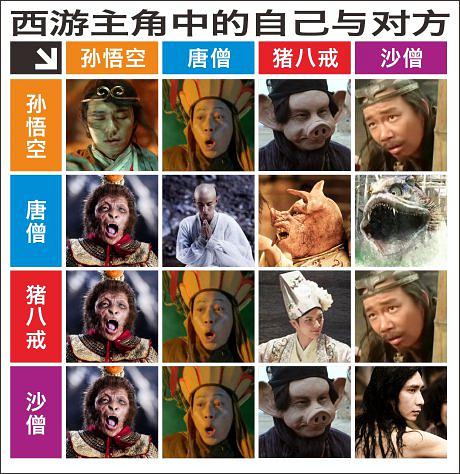 西游主角中的自己与对方
孙悟空 唐僧 猪八戒 沙僧
孙悟空
唐僧
猪八戒
沙僧